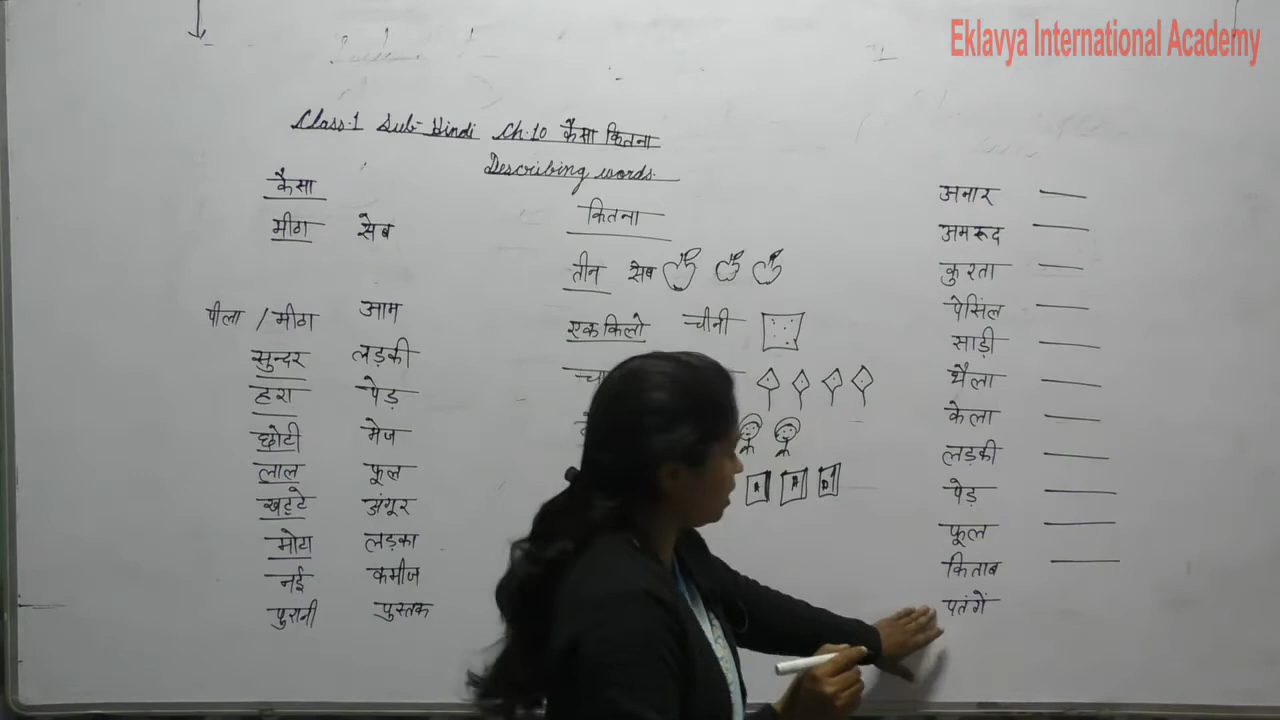 Eklavya International Academy
Class-1 Sub- Hindi Ch.10 कैसा कितना
Describing words
कैसा
मीठा सेब
पीला / मीठा आम
सुन्दर लड़की
हरा पेड़
छोटी मेज
लाल फूल
खट्टे अंगूर
मोटा लड़का
नई कमीज
पुरानी पुस्तक
कितना
तीन सेब
एक किलो चीनी
अनार
अमरूद
कुरता
पेंसिल
साड़ी
थैला
केला
लड़की
पेड़
फूल
किताब
पतंगें